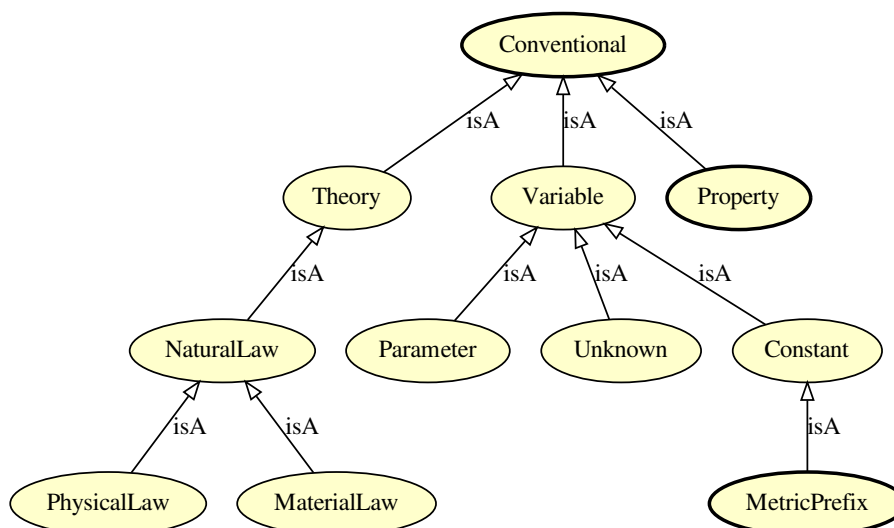 Conventional
isA isA isA
Theory Variable Property
isA isA isA isA
NaturalLaw Parameter Unknown Constant
isA isA isA
PhysicalLaw MaterialLaw MetricPrefix